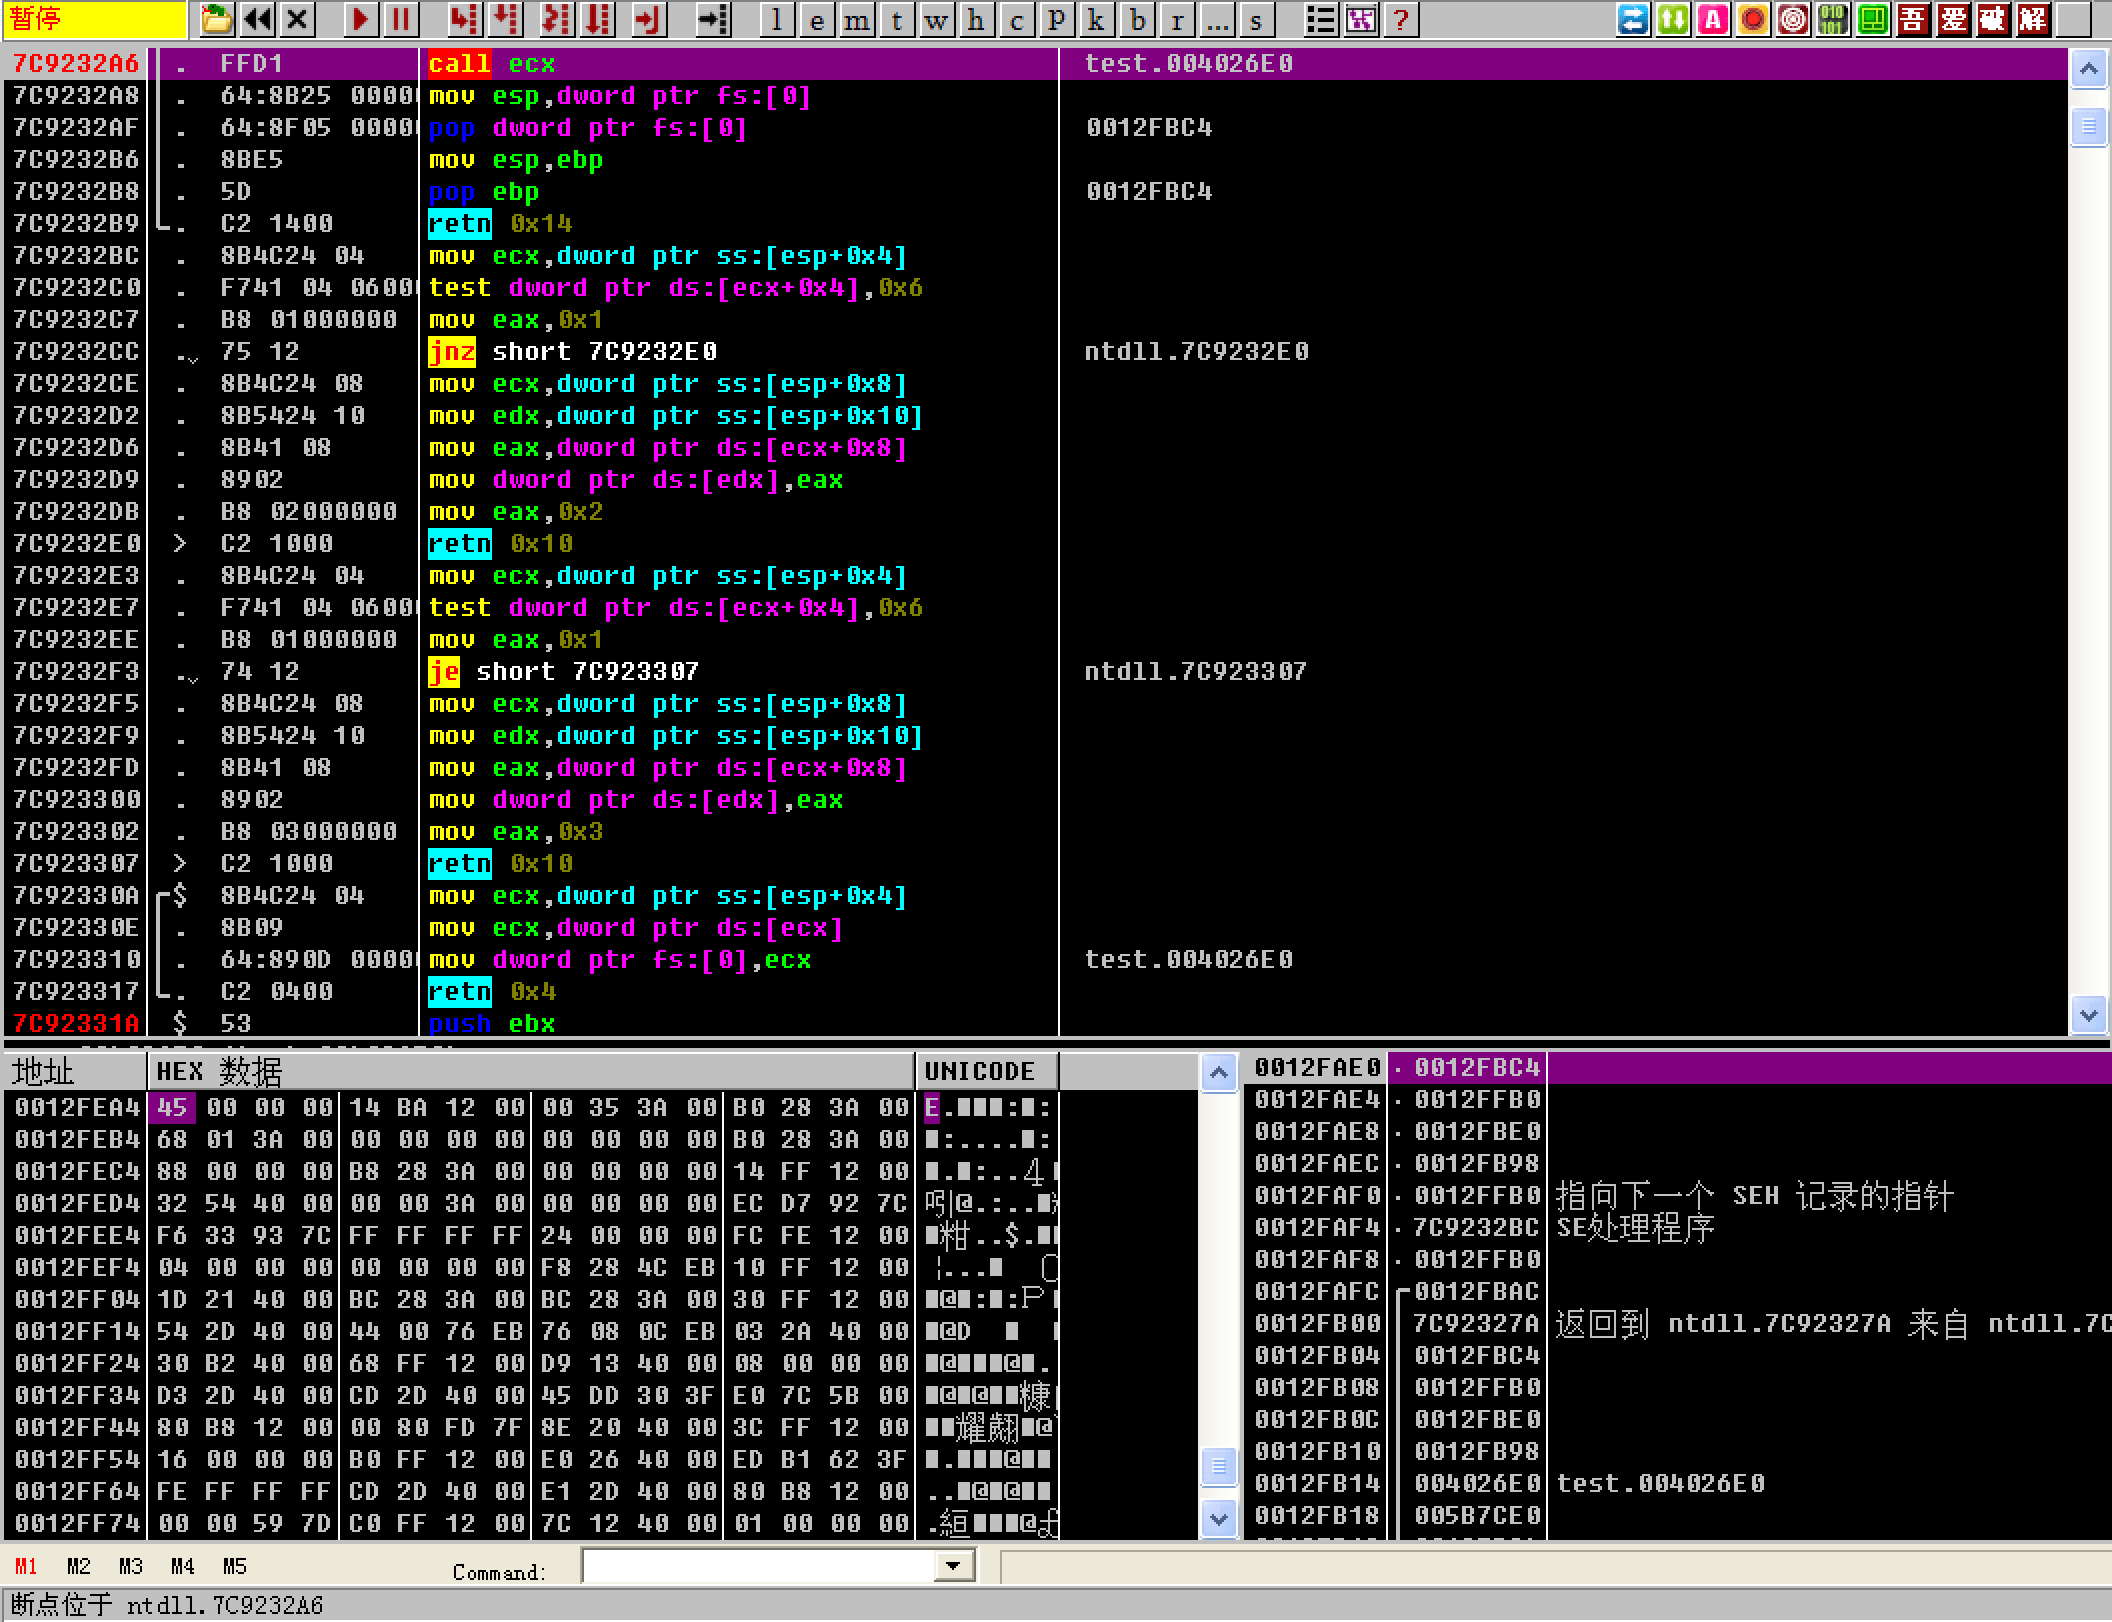 暂停 l e m t w h c p k b r ... s ? A 010 101 吾 爱 破 解
7C9232A6 . FFD1 call ecx test.004026E0
7C9232A8 . 64:8B25 0000 mov esp,dword ptr fs:[0]
7C9232AF . 64:8F05 0000 pop dword ptr fs:[0] 0012FBC4
7C9232B6 . 8BE5 mov esp,ebp
7C9232B8 . 5D pop ebp 0012FBC4
7C9232B9 . C2 1400 retn 0x14
7C9232BC . 8B4C24 04 mov ecx,dword ptr ss:[esp+0x4]
7C9232C0 . F741 04 0600 test dword ptr ds:[ecx+0x4],0x6
7C9232C7 . B8 01000000 mov eax,0x1
7C9232CC . 75 12 jnz short 7C9232E0 ntdll.7C9232E0
7C9232CE . 8B4C24 08 mov ecx,dword ptr ss:[esp+0x8]
7C9232D2 . 8B5424 10 mov edx,dword ptr ss:[esp+0x10]
7C9232D6 . 8B41 08 mov eax,dword ptr ds:[ecx+0x8]
7C9232D9 . 8902 mov dword ptr ds:[edx],eax
7C9232DB . B8 02000000 mov eax,0x2
7C9232E0 > C2 1000 retn 0x10
7C9232E3 . 8B4C24 04 mov ecx,dword ptr ss:[esp+0x4]
7C9232E7 . F741 04 0600 test dword ptr ds:[ecx+0x4],0x6
7C9232EE . B8 01000000 mov eax,0x1
7C9232F3 . 74 12 je short 7C923307 ntdll.7C923307
7C9232F5 . 8B4C24 08 mov ecx,dword ptr ss:[esp+0x8]
7C9232F9 . 8B5424 10 mov edx,dword ptr ss:[esp+0x10]
7C9232FD . 8B41 08 mov eax,dword ptr ds:[ecx+0x8]
7C923300 . 8902 mov dword ptr ds:[edx],eax
7C923302 . B8 03000000 mov eax,0x3
7C923307 > C2 1000 retn 0x10
7C92330A $ 8B4C24 04 mov ecx,dword ptr ss:[esp+0x4]
7C92330E . 8B09 mov ecx,dword ptr ds:[ecx]
7C923310 . 64:890D 0000 mov dword ptr fs:[0],ecx test.004026E0
7C923317 . C2 0400 retn 0x4
7C92331A $ 53 push ebx
地址 HEX 数据 UNICODE
0012FEA4 45 00 00 00 14 BA 12 00 00 35 3A 00 B0 28 3A 00
0012FEB4 68 01 3A 00 00 00 00 00 00 00 00 00 B0 28 3A 00
0012FEC4 88 00 00 00 B8 28 3A 00 00 00 00 00 14 FF 12 00
0012FED4 32 54 40 00 00 00 3A 00 00 00 00 00 EC D7 92 7C
0012FEE4 F6 33 93 7C FF FF FF FF 24 00 00 00 FC FE 12 00
0012FEF4 04 00 00 00 00 00 00 00 F8 28 4C EB 10 FF 12 00
0012FF04 1D 21 40 00 BC 28 3A 00 BC 28 3A 00 30 FF 12 00
0012FF14 54 2D 40 00 44 00 76 EB 76 08 0C EB 03 2A 40 00
0012FF24 30 B2 40 00 68 FF 12 00 D9 13 40 00 08 00 00 00
0012FF34 D3 2D 40 00 CD 2D 40 00 45 DD 30 3F E0 7C 5B 00
0012FF44 80 B8 12 00 00 80 FD 7F 8E 20 40 00 3C FF 12 00
0012FF54 16 00 00 00 B0 FF 12 00 E0 26 40 00 ED B1 62 3F
0012FF64 FE FF FF FF CD 2D 40 00 E1 2D 40 00 80 B8 12 00
0012FF74 00 00 59 7D C0 FF 12 00 7C 12 40 00 01 00 00 00
0012FAE0 . 0012FBC4
0012FAE4 . 0012FFB0
0012FAE8 . 0012FBE0
0012FAEC . 0012FB98
0012FAF0 . 0012FFB0 指向下一个 SEH 记录的指针
0012FAF4 . 7C9232BC SE处理程序
0012FAF8 . 0012FFB0
0012FAFC 0012FBAC
0012FB00 7C92327A 返回到 ntdll.7C92327A 来自 ntdll.7C
0012FB04 0012FBC4
0012FB08 0012FFB0
0012FB0C 0012FBE0
0012FB10 0012FB98
0012FB14 004026E0 test.004026E0
0012FB18 005B7CE0
M1 M2 M3 M4 M5 Command:
断点位于 ntdll.7C9232A6